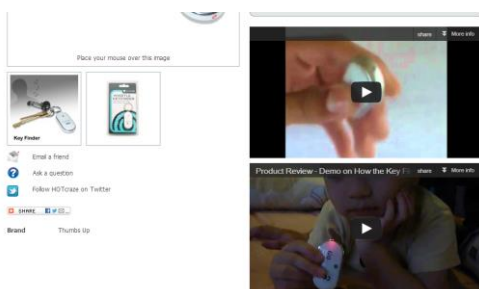 Place your mouse over this image
Key Finder
Email a friend
Ask a question
Follow HOTcraze on Twitter
SHARE
Brand Thumbs Up
share More info
Product Review - Demo on How the Key Fi share More info